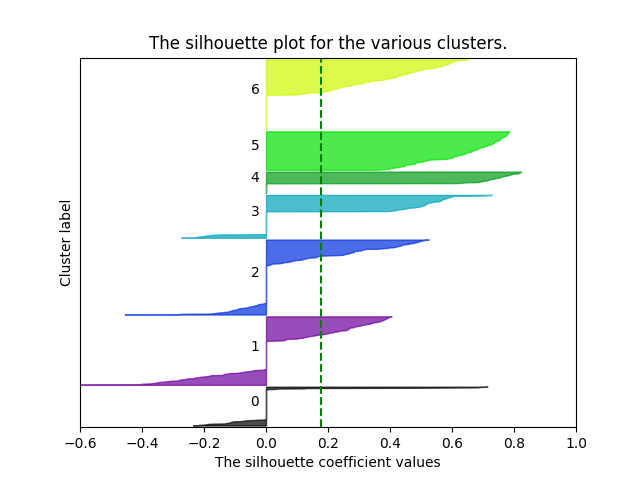 The silhouette plot for the various clusters.
6
5
4
3
2
1
0
Cluster label
−0.6 −0.4 −0.2 0.0 0.2 0.4 0.6 0.8 1.0
The silhouette coefficient values